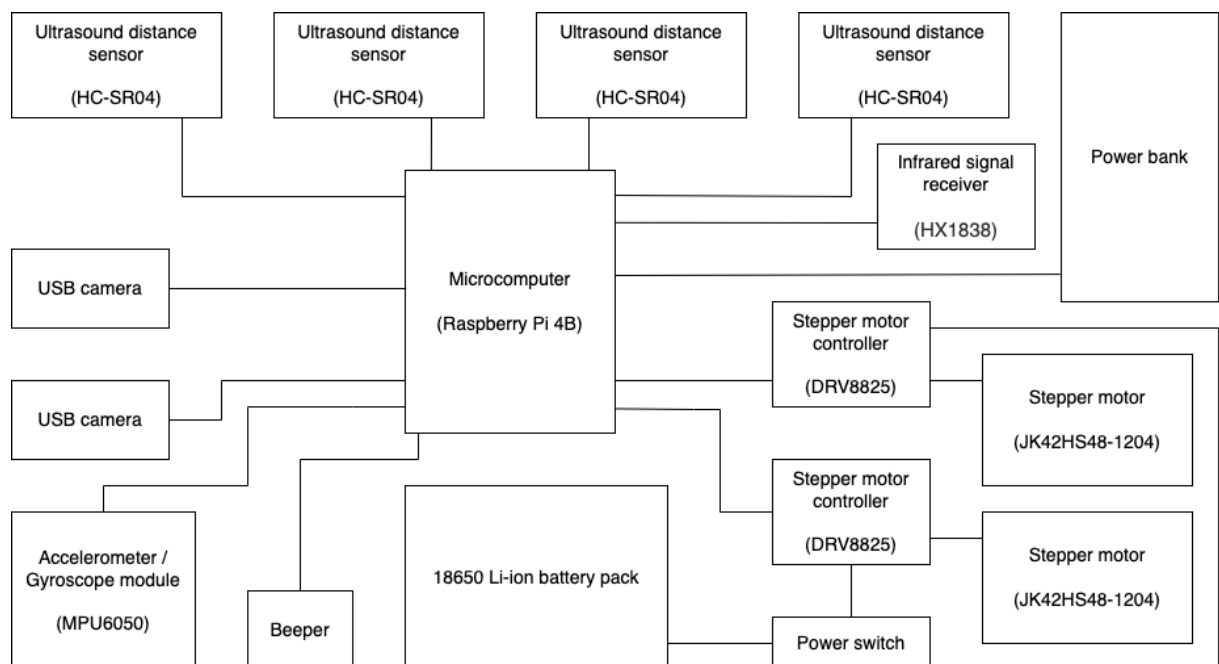 Ultrasound distance
sensor
(HC-SR04)
Ultrasound distance
sensor
(HC-SR04)
Ultrasound distance
sensor
(HC-SR04)
Ultrasound distance
sensor
(HC-SR04)
Power bank
Infrared signal
receiver
(HX1838)
USB camera
Microcomputer
(Raspberry Pi 4B)
Stepper motor
controller
(DRV8825)
USB camera
Stepper motor
(JK42HS48-1204)
Stepper motor
controller
(DRV8825)
Accelerometer /
Gyroscope module
(MPU6050)
Beeper
18650 Li-ion battery pack
Stepper motor
(JK42HS48-1204)
Power switch